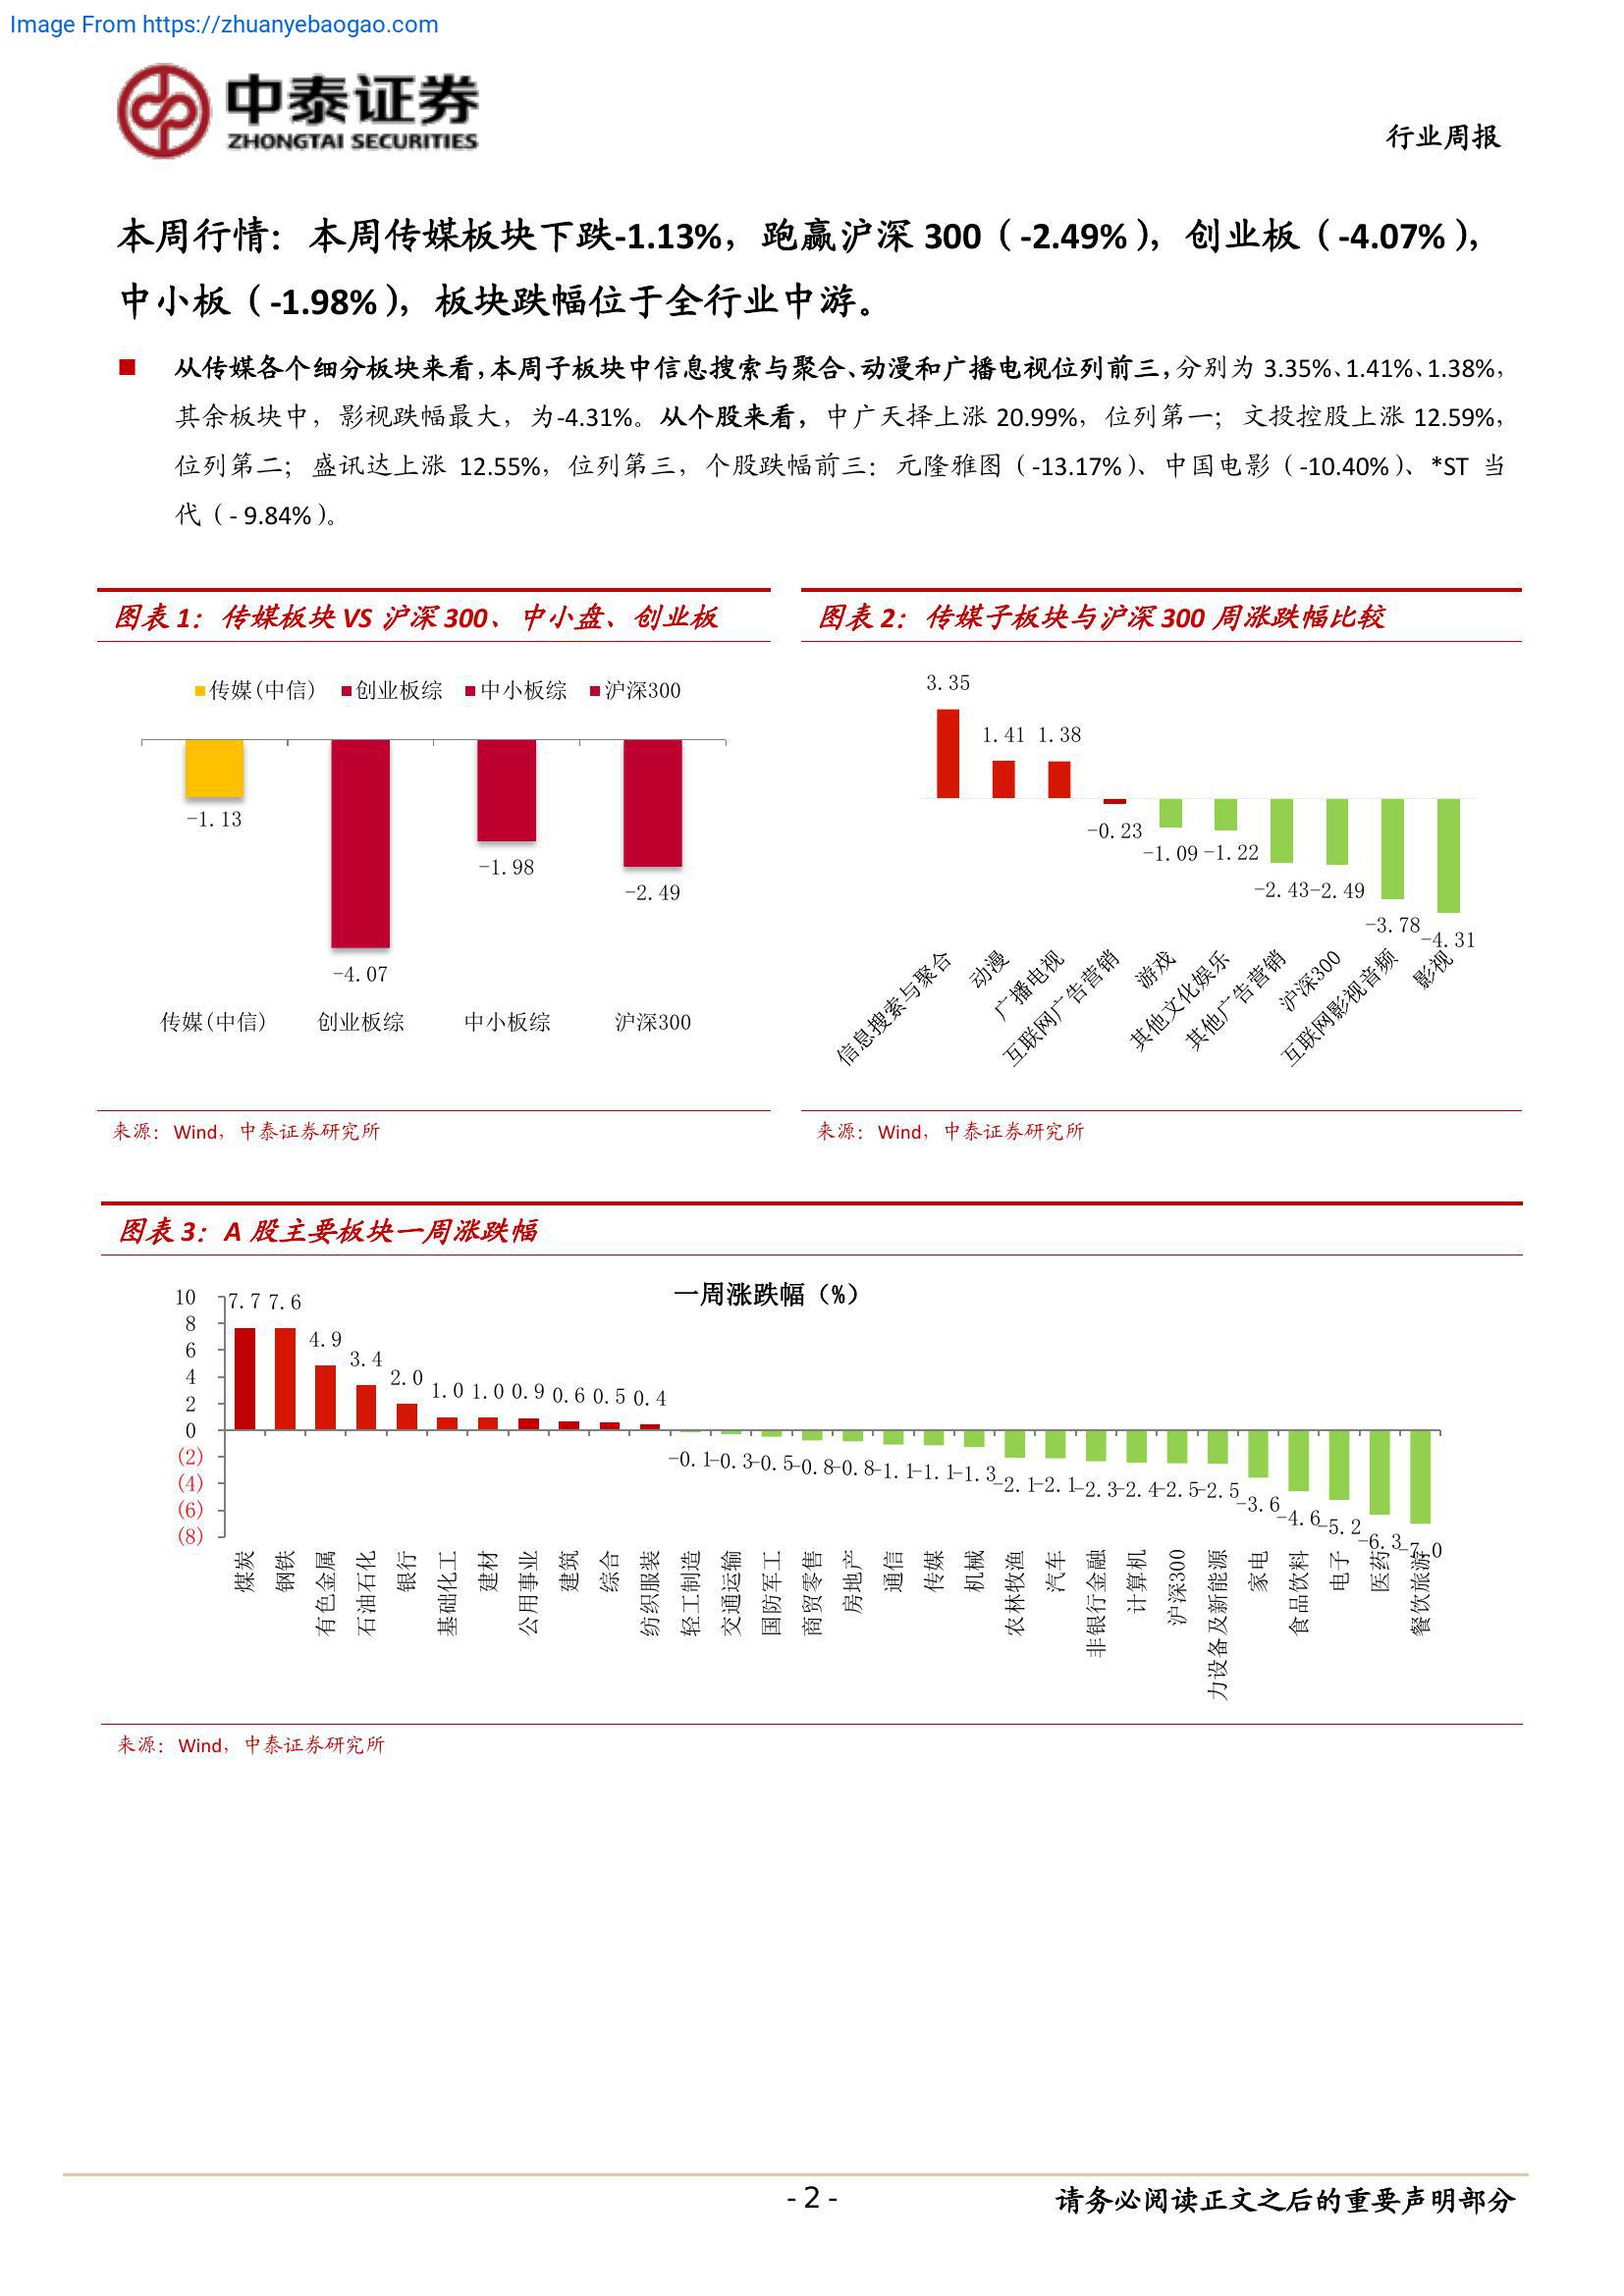 Image From https://zhuanyebaogao.com
中泰证券
ZHONGTAI SECURITIES
行业周报
本周行情：本周传媒板块下跌-1.13%，跑赢沪深 300（-2.49%），创业板（-4.07%），
中小板（-1.98%），板块跌幅位于全行业中游。
■ 从传媒各个细分板块来看，本周子板块中信息搜索与聚合、动漫和广播电视位列前三，分别为 3.35%、1.41%、1.38%，
其余板块中，影视跌幅最大，为-4.31%。从个股来看，中广天择上涨 20.99%，位列第一；文投控股上涨 12.59%，
位列第二；盛讯达上涨 12.55%，位列第三，个股跌幅前三：元隆雅图（-13.17%）、中国电影（-10.40%）、*ST 当
代（- 9.84%）。
图表 1：传媒板块 VS 沪深 300、中小盘、创业板
传媒(中信) 创业板综 中小板综 沪深300
-1.13
-4.07
-1.98
-2.49
传媒(中信) 创业板综 中小板综 沪深300
来源：Wind，中泰证券研究所
图表 2：传媒子板块与沪深 300 周涨跌幅比较
3.35
1.41 1.38
-0.23
-1.09 -1.22
-2.43 -2.49
-3.78
-4.31
信息搜索与聚合
动漫
广播电视
互联网广告营销
游戏
其他文化娱乐
其他广告营销
沪深300
互联网影视音频
影视
来源：Wind，中泰证券研究所
图表 3：A 股主要板块一周涨跌幅
一周涨跌幅（%）
10
8
6
4
2
0
(2)
(4)
(6)
(8)
7.7 7.6 4.9 3.4 2.0 1.0 1.0 0.9 0.6 0.5 0.4
-0.1 -0.3 -0.5 -0.8 -0.8 -1.1 -1.1 -1.3 -2.1 -2.1 -2.3 -2.4 -2.5 -2.5 -3.6 -4.6 -5.2 -6.3 -7.0
煤炭
钢铁
有色金属
石油石化
银行
基础化工
建材
公用事业
建筑
综合
纺织服装
轻工制造
交通运输
国防军工
商贸零售
房地产
通信
传媒
机械
农林牧渔
汽车
非银行金融
计算机
沪深300
力设备及新能源
家电
食品饮料
电子
医药
餐饮旅游
来源：Wind，中泰证券研究所
- 2 -
请务必阅读正文之后的重要声明部分